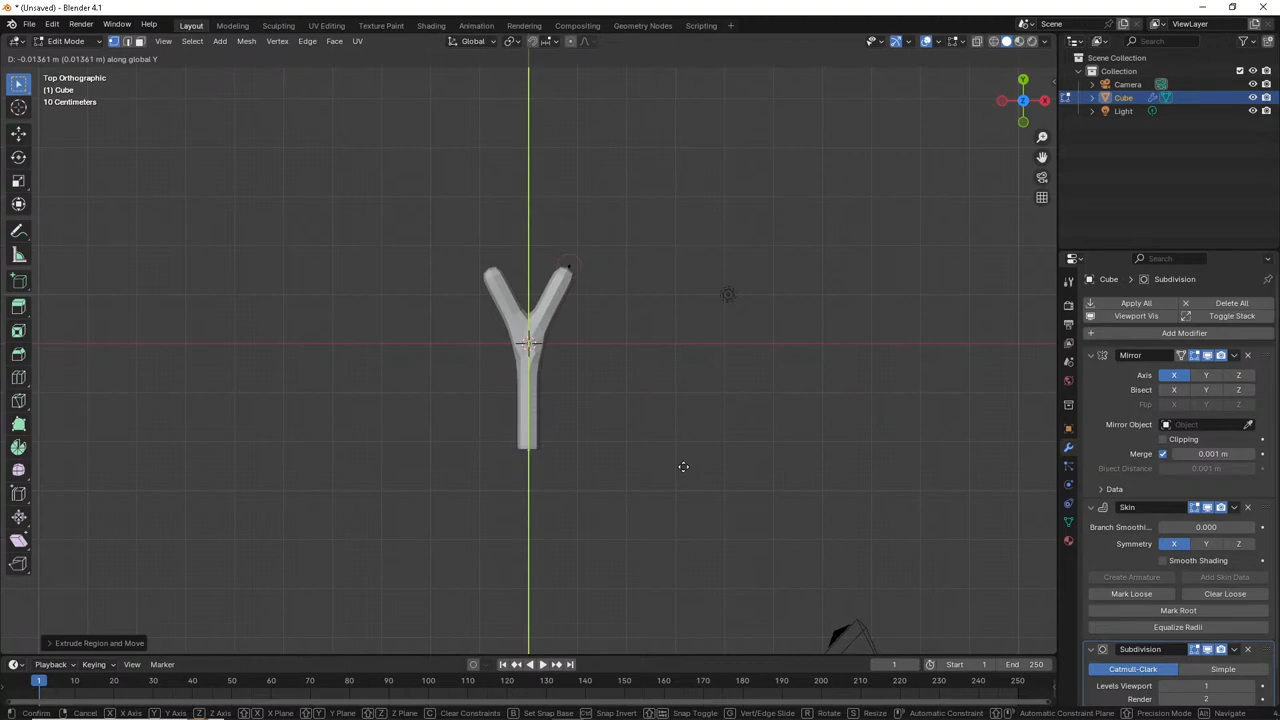 * (Unsaved) - Blender 4.1
File Edit Render Window Help Layout Modeling Sculpting UV Editing Texture Paint Shading Animation Rendering Compositing Geometry Nodes Scripting + Scene ViewLayer
Edit Mode View Select Add Mesh Vertex Edge Face UV Global Search
D: -0.01361 m (0.01361 m) along global Y
Scene Collection
Top Orthographic
(1) Cube
10 Centimeters
Collection
Camera
Cube
Light
Y
Z
X
Search
Cube > Subdivision
Apply All Delete All
Viewport Vis Toggle Stack
Add Modifier
Mirror
Axis X Y Z
Bisect X Y Z
Flip X Y Z
Mirror Object Object
Clipping
Merge 0.001 m
Bisect Distance 0.001 m
Data
Skin
Branch Smoothi... 0.000
Symmetry X Y Z
Smooth Shading
Create Armature Add Skin Data
Mark Loose Clear Loose
Mark Root
Equalize Radii
Extrude Region and Move
Subdivision
Catmull-Clark Simple
Levels Viewport 1
Render 2
Playback Keying View Marker 1 Start 1 End 250
1 10 20 30 40 50 60 70 80 90 100 110 120 130 140 150 160 170 180 190 200 210 220 230 240 250
Confirm Cancel X X Axis Y Y Axis Z Z Axis X X Plane Y Y Plane Z Z Plane C Clear Constraints B Set Snap Base Snap Invert Snap Toggle G Vert/Edge Slide R Rotate S Resize Automatic Constraint Automatic Constraint Plane Precision Mode Alt Navigate